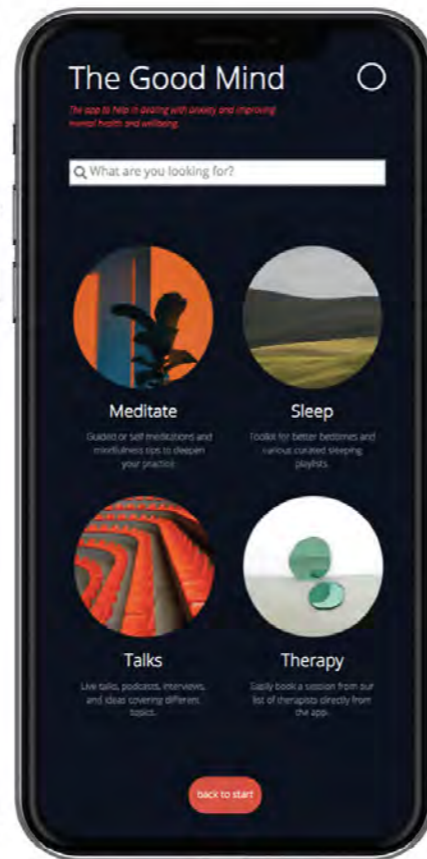 The Good Mind
The app to help in dealing with anxiety and improving
mental health and wellbeing.
What are you looking for?
Meditate
Sleep
Guided or self meditations and
mindfulness tips to deepen
your practice.
Toolkit for better bedtimes and
various curated sleeping
playlists.
Talks
Therapy
Live talks, podcasts, interviews,
and ideas covering different
topics.
Easily book a session from our
list of therapists directly from
the app.
back to start